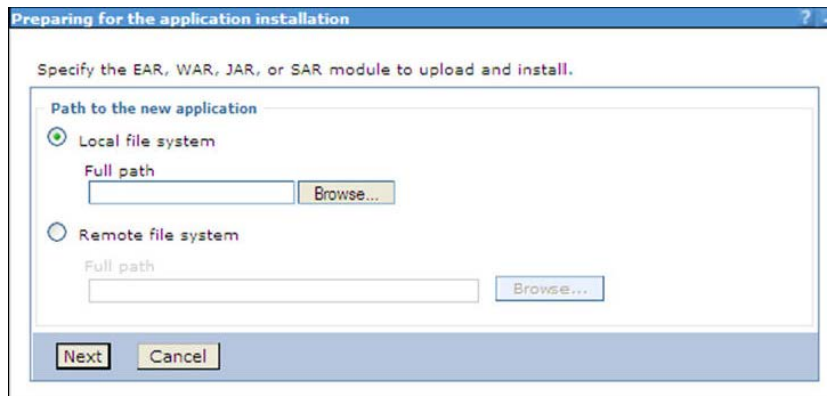 Preparing for the application installation ?
Specify the EAR, WAR, JAR, or SAR module to upload and install.
Path to the new application
Local file system
Full path
Browse...
Remote file system
Full path
Browse...
Next Cancel